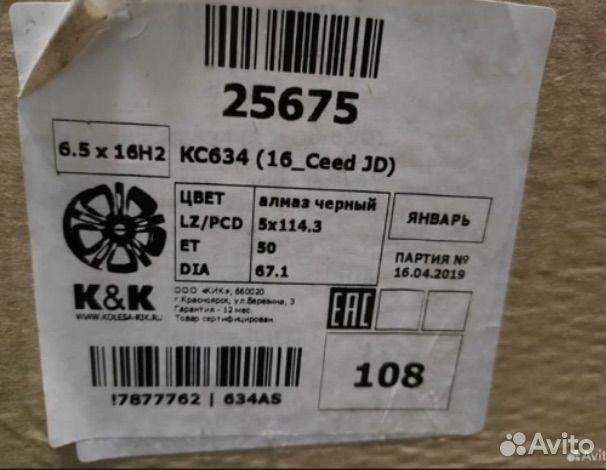 25675
6.5 x 16H2
КС634 (16_Ceed JD)
ЦВЕТ алмаз черный
LZ/PCD 5x114.3
ET 50
DIA 67.1
ЯНВАРЬ
ПАРТИЯ №
16.04.2019
K&K
WWW.KOLESA-KIK.RU
ООО «КИК», 660020
г.Красноярск, ул.Березина, 3
Гарантия - 12 мес.
Товар сертифицирован
EAC
!7877762 | 634AS
108
Avito